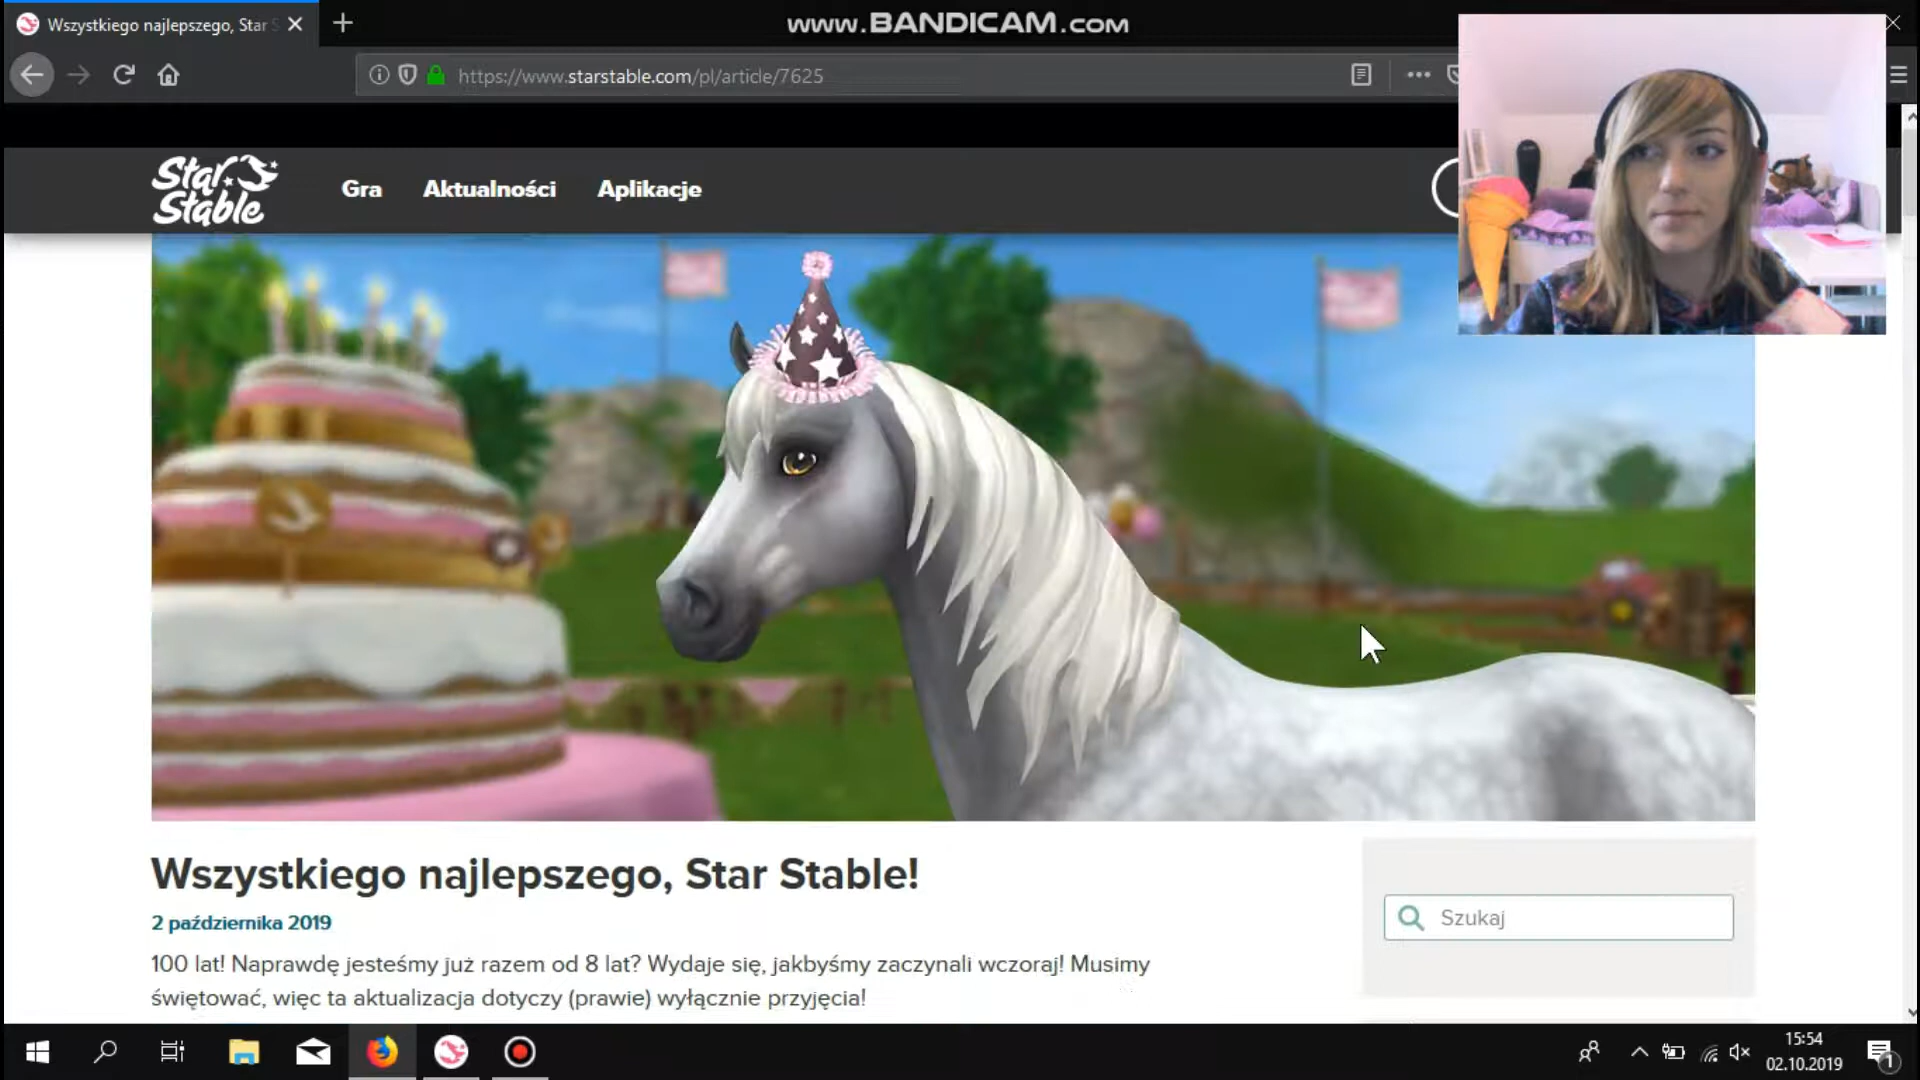 Wszystkiego najlepszego, Star S
www.BANDICAM.com
https://www.starstable.com/pl/article/7625
Star Stable
Gra
Aktualności
Aplikacje
Wszystkiego najlepszego, Star Stable!
2 października 2019
100 lat! Naprawdę jesteśmy już razem od 8 lat? Wydaje się, jakbyśmy zaczynali wczoraj! Musimy
świętować, więc ta aktualizacja dotyczy (prawie) wyłącznie przyjęcia!
Szukaj
15:54
02.10.2019
1